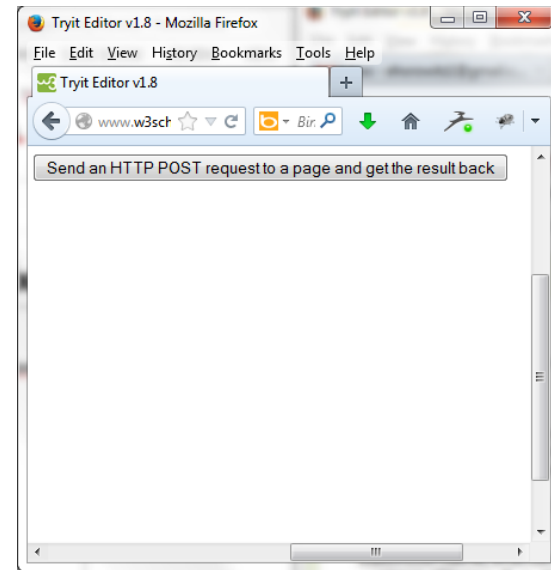 Tryit Editor v1.8 - Mozilla Firefox
File Edit View History Bookmarks Tools Help
Tryit Editor v1.8
www.w3sch Bin
Send an HTTP POST request to a page and get the result back